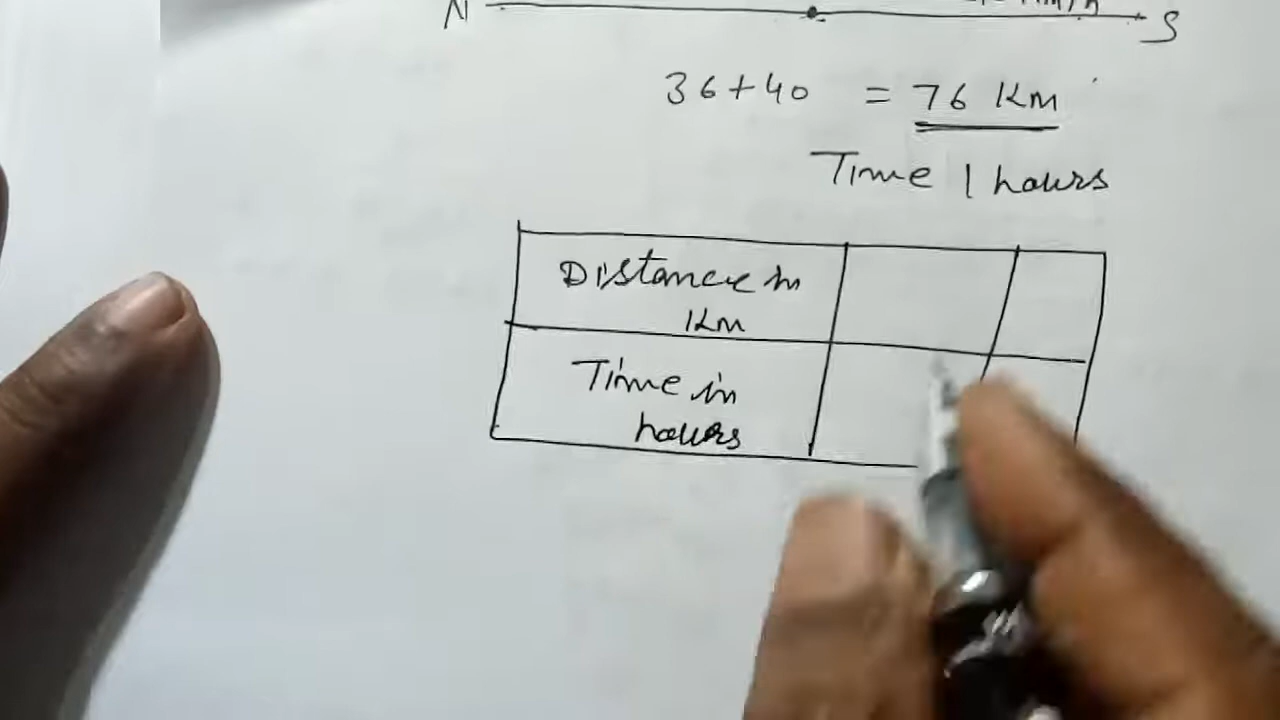 N S
36+40 = 76 Km
Time 1 hours
Distance in
Km
Time in
hours